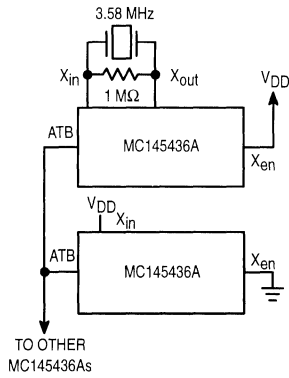 3.58 MHz
Xin
Xout
1 MΩ
VDD
ATB
MC145436A
Xen
VDD
Xin
ATB
MC145436A
Xen
TO OTHER
MC145436As